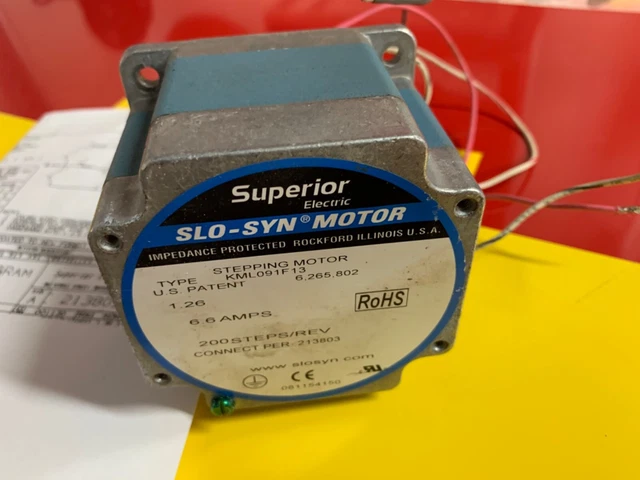 Superior
Electric
SLO-SYN® MOTOR
IMPEDANCE PROTECTED ROCKFORD ILLINOIS U.S.A.
STEPPING MOTOR
TYPE KML091F13
U.S. PATENT 6,265,802
1.26
6.6 AMPS.
RoHS
200 STEPS/REV
CONNECT PER 213803
www.slosyn.com
CE
081154150
A